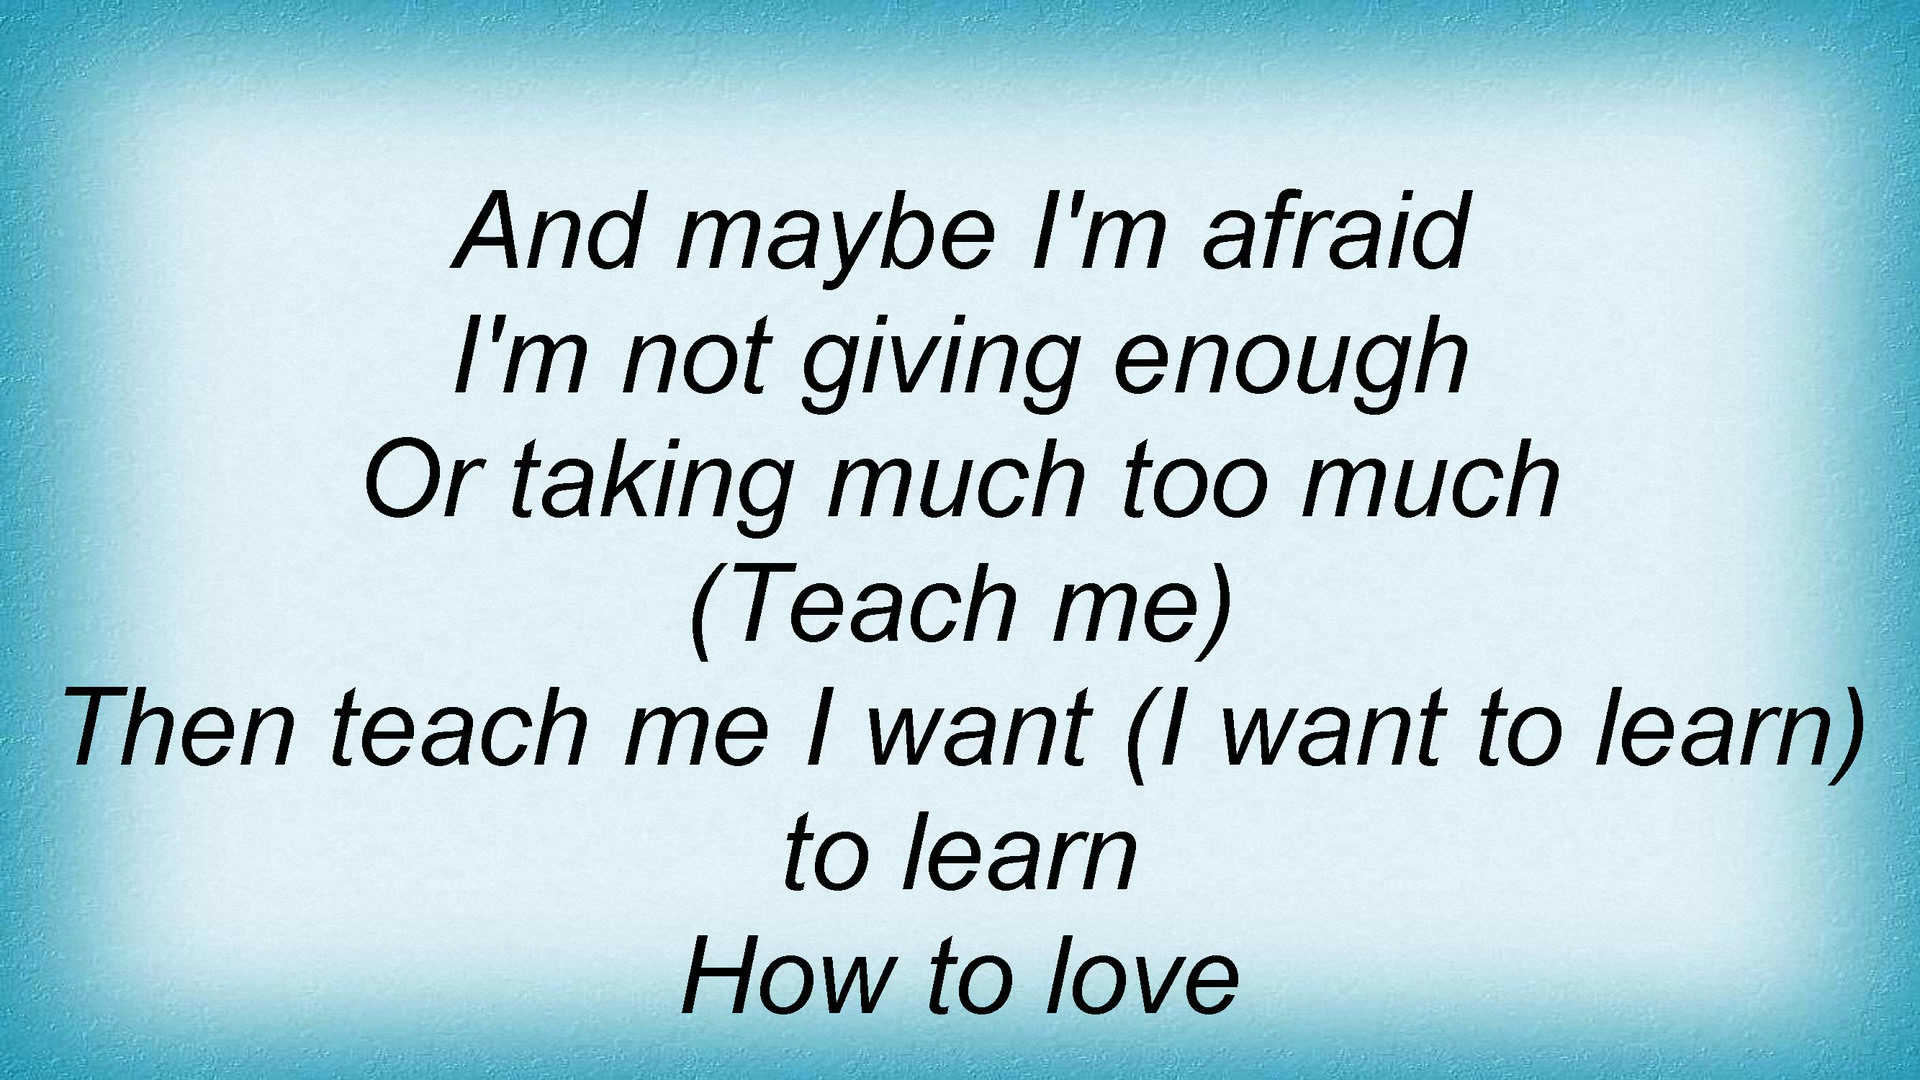 And maybe I'm afraid
I'm not giving enough
Or taking much too much
(Teach me)
Then teach me I want (I want to learn)
to learn
How to love